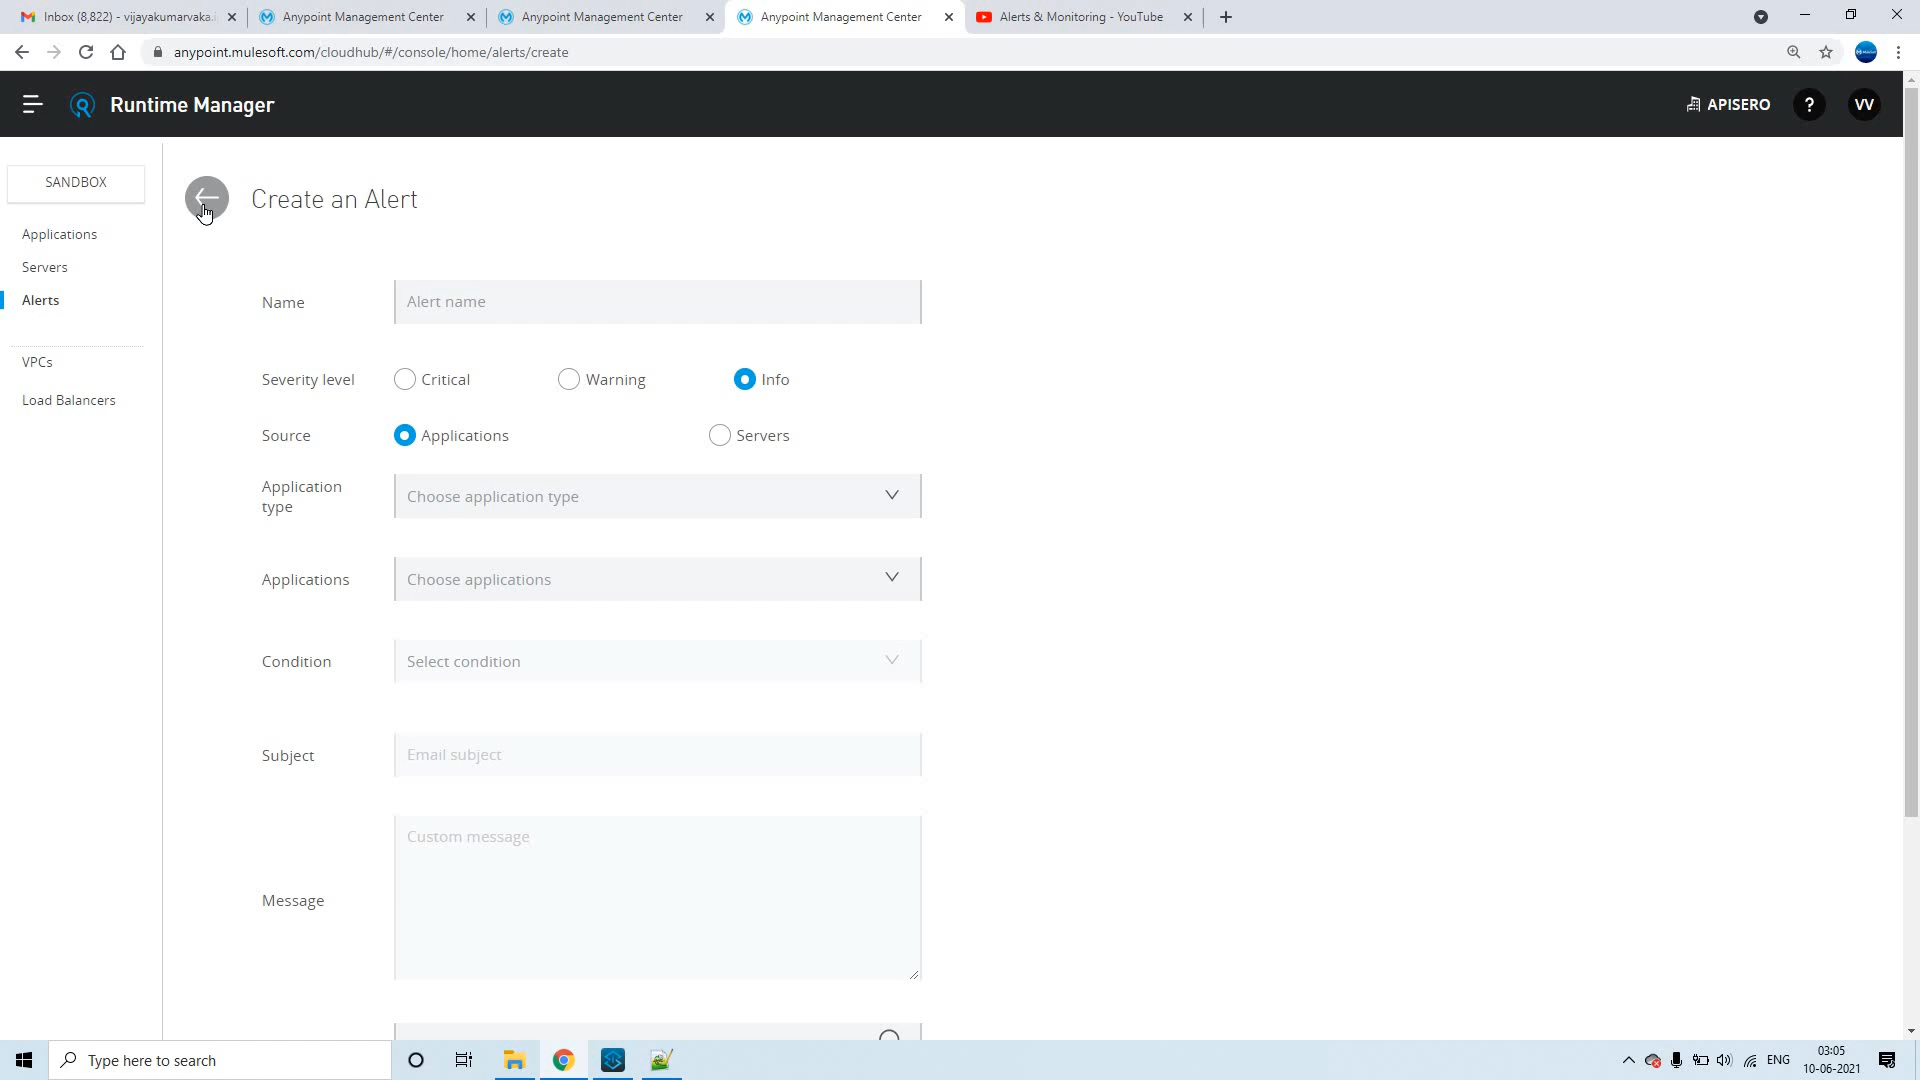 Inbox (8,822) - vijayakumarvaka.i
Anypoint Management Center
Anypoint Management Center
Anypoint Management Center
Alerts & Monitoring - YouTube
anypoint.mulesoft.com/cloudhub/#/console/home/alerts/create
Runtime Manager
APISERO
?
VV
SANDBOX
Applications
Servers
Alerts
VPCs
Load Balancers
Create an Alert
Name
Alert name
Severity level
Critical
Warning
Info
Source
Applications
Servers
Application
type
Choose application type
Applications
Choose applications
Condition
Select condition
Subject
Email subject
Message
Custom message
Type here to search
ENG
03:05
10-06-2021